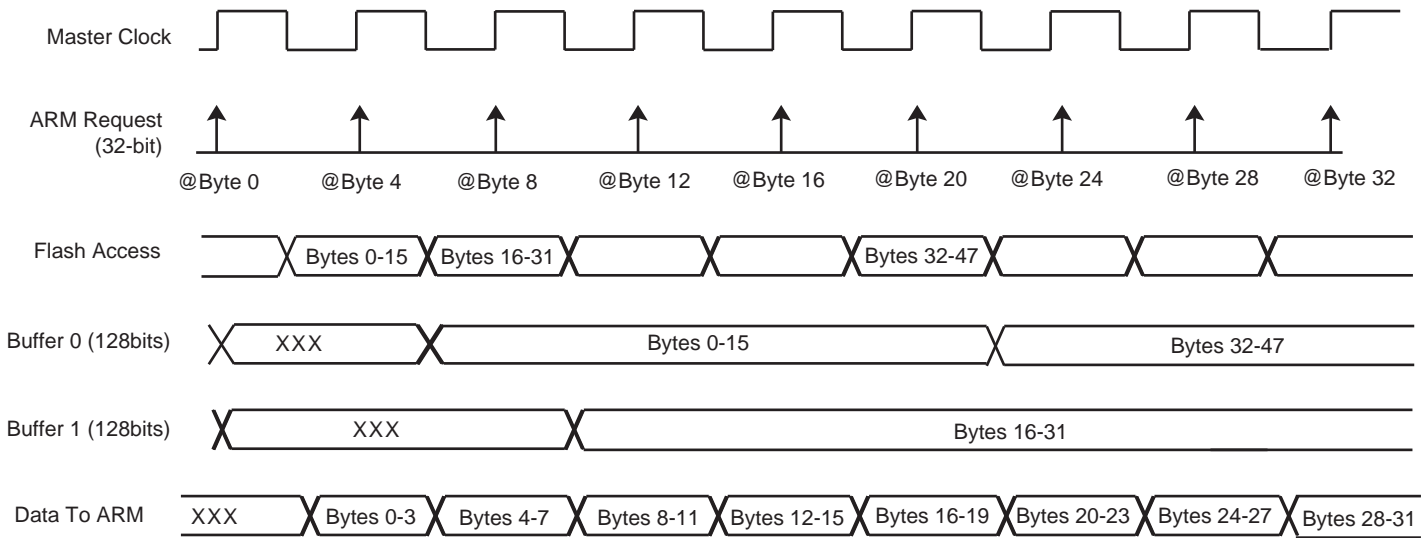 Master Clock
ARM Request
(32-bit)
@Byte 0 @Byte 4 @Byte 8 @Byte 12 @Byte 16 @Byte 20 @Byte 24 @Byte 28 @Byte 32
Flash Access Bytes 0-15 Bytes 16-31 Bytes 32-47
Buffer 0 (128bits) XXX Bytes 0-15 Bytes 32-47
Buffer 1 (128bits) XXX Bytes 16-31
Data To ARM XXX Bytes 0-3 Bytes 4-7 Bytes 8-11 Bytes 12-15 Bytes 16-19 Bytes 20-23 Bytes 24-27 Bytes 28-31